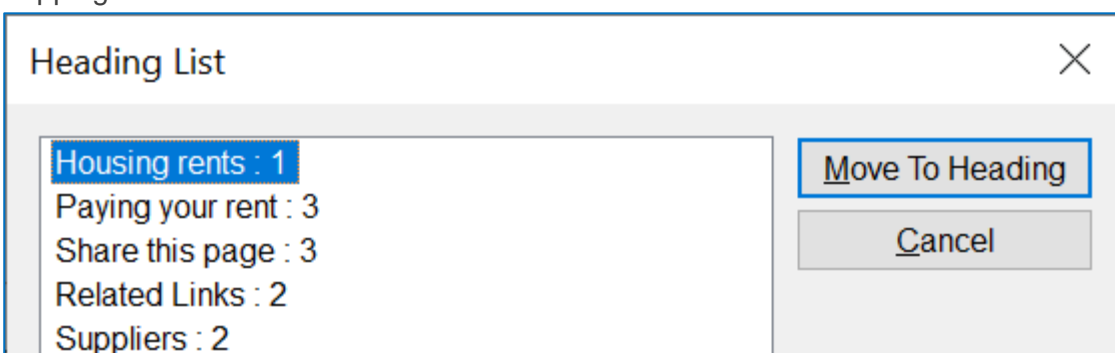 Heading List
Housing rents : 1
Paying your rent : 3
Share this page : 3
Related Links : 2
Suppliers : 2
Move To Heading
Cancel